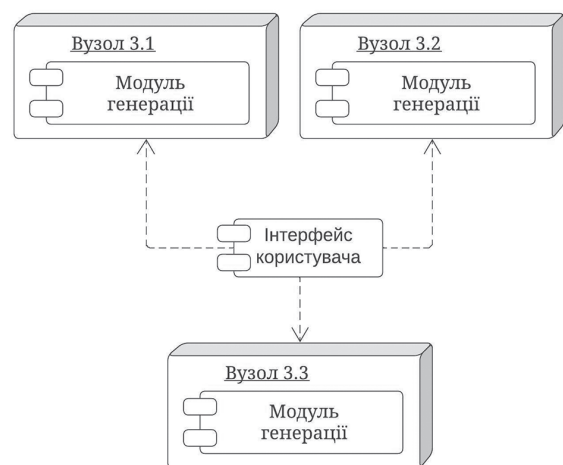 Вузол 3.1
Модуль
генерації
Вузол 3.2
Модуль
генерації
Інтерфейс
користувача
Вузол 3.3
Модуль
генерації